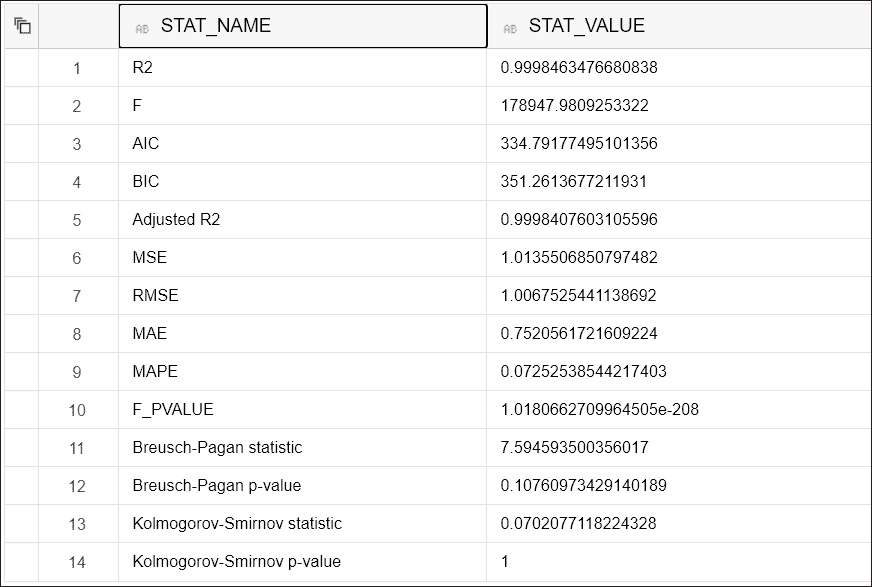 AB STAT_NAME AB STAT_VALUE
1 R2 0.9998463476680838
2 F 178947.9809253322
3 AIC 334.79177495101356
4 BIC 351.2613677211931
5 Adjusted R2 0.9998407603105596
6 MSE 1.0135506850797482
7 RMSE 1.0067525441138692
8 MAE 0.7520561721609224
9 MAPE 0.07252538544217403
10 F_PVALUE 1.0180662709964505e-208
11 Breusch-Pagan statistic 7.594593500356017
12 Breusch-Pagan p-value 0.10760973429140189
13 Kolmogorov-Smirnov statistic 0.0702077118224328
14 Kolmogorov-Smirnov p-value 1